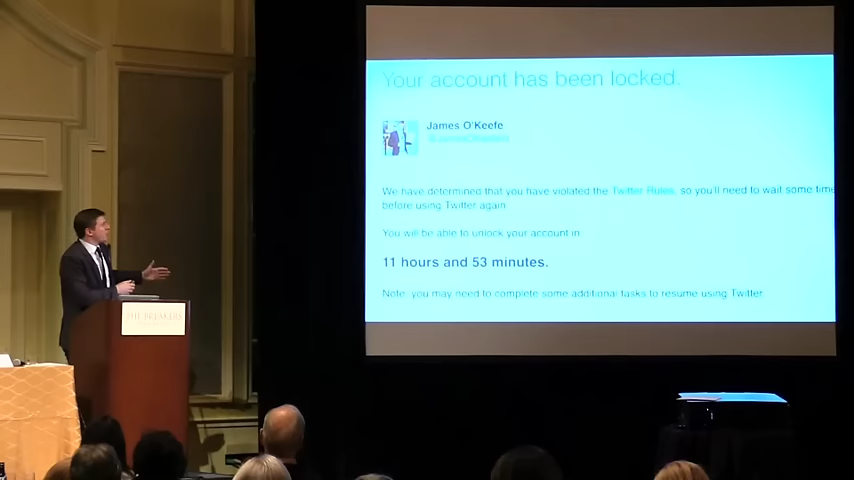 Your account has been locked.
James O'Keefe
We have determined that you have violated the Twitter Rules, so you'll need to wait some time
before using Twitter again.
You will be able to unlock your account in:
11 hours and 53 minutes.
Note: you may need to complete some additional tasks to resume using Twitter.
THE BREAKERS